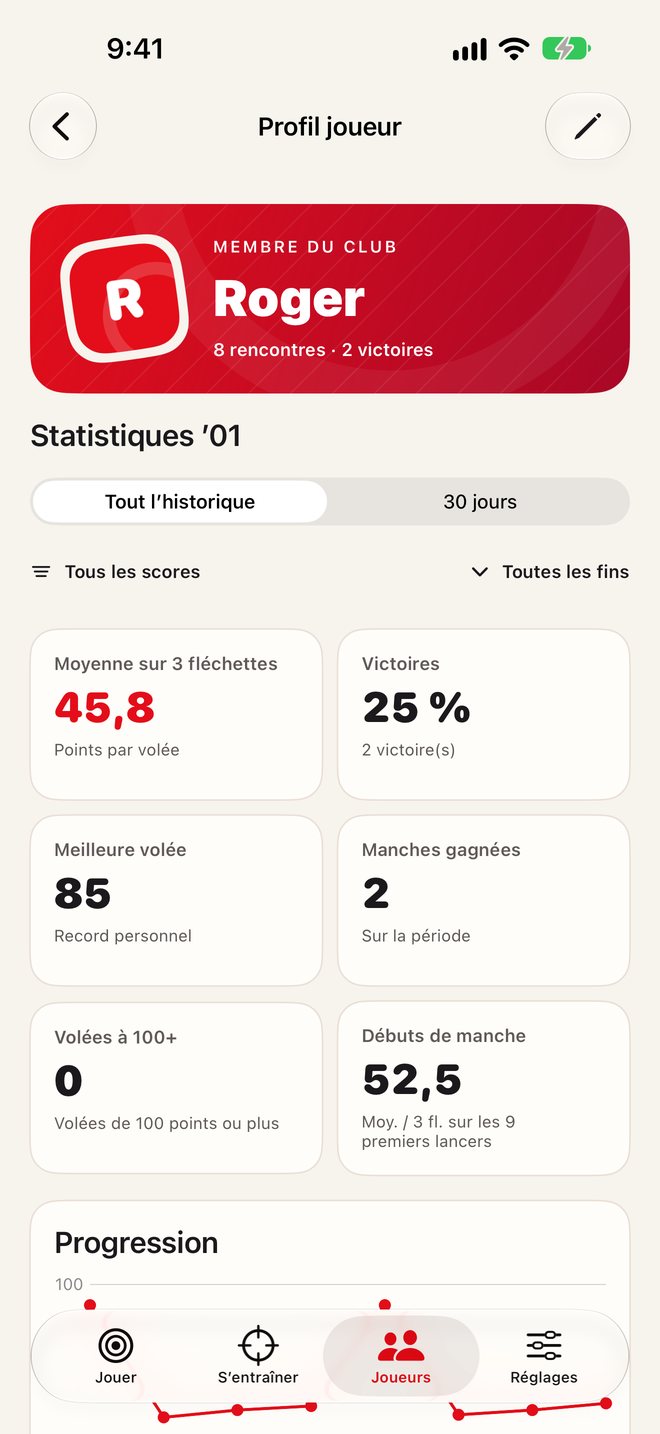 9:41
Profil joueur
R
MEMBRE DU CLUB
Roger
8 rencontres · 2 victoires
Statistiques ’01
Tout l’historique
30 jours
Tous les scores
Toutes les fins
Moyenne sur 3 fléchettes
45,8
Points par volée
Victoires
25 %
2 victoire(s)
Meilleure volée
85
Record personnel
Manches gagnées
2
Sur la période
Volées à 100+
0
Volées de 100 points ou plus
Débuts de manche
52,5
Moy. / 3 fl. sur les 9
premiers lancers
Progression
100
Jouer
S’entraîner
Joueurs
Réglages